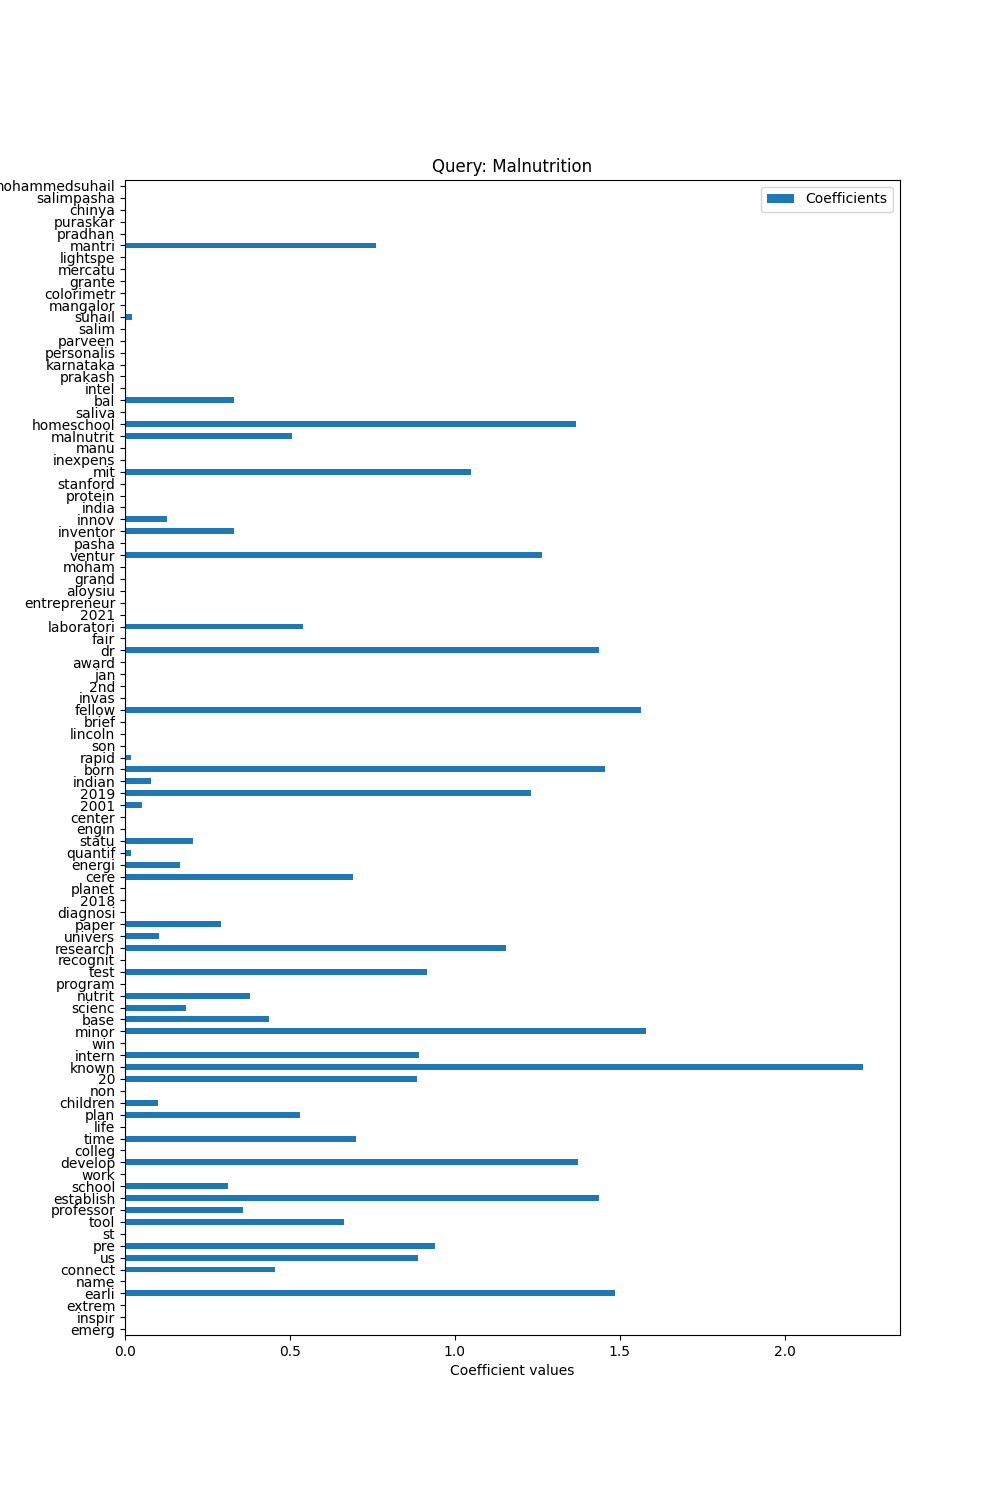 Query: Malnutrition
Coefficients
mohammedsuhail
salimpasha
chinya
puraskar
pradhan
mantri
lightspe
mercatu
grante
colorimetr
mangalor
suhail
salim
parveen
personalis
karnataka
prakash
intel
bal
saliva
homeschool
malnutrit
manu
inexpens
mit
stanford
protein
india
innov
inventor
pasha
ventur
moham
grand
aloysiu
entrepreneur
2021
laboratori
fair
dr
award
jan
2nd
invas
fellow
brief
lincoln
son
rapid
born
indian
2019
2001
center
engin
statu
quantif
energi
cere
planet
2018
diagnosi
paper
univers
research
recognit
test
program
nutrit
scienc
base
minor
win
intern
known
20
non
children
plan
life
time
colleg
develop
work
school
establish
professor
tool
st
pre
us
connect
name
earli
extrem
inspir
emerg
0.0 0.5 1.0 1.5 2.0
Coefficient values